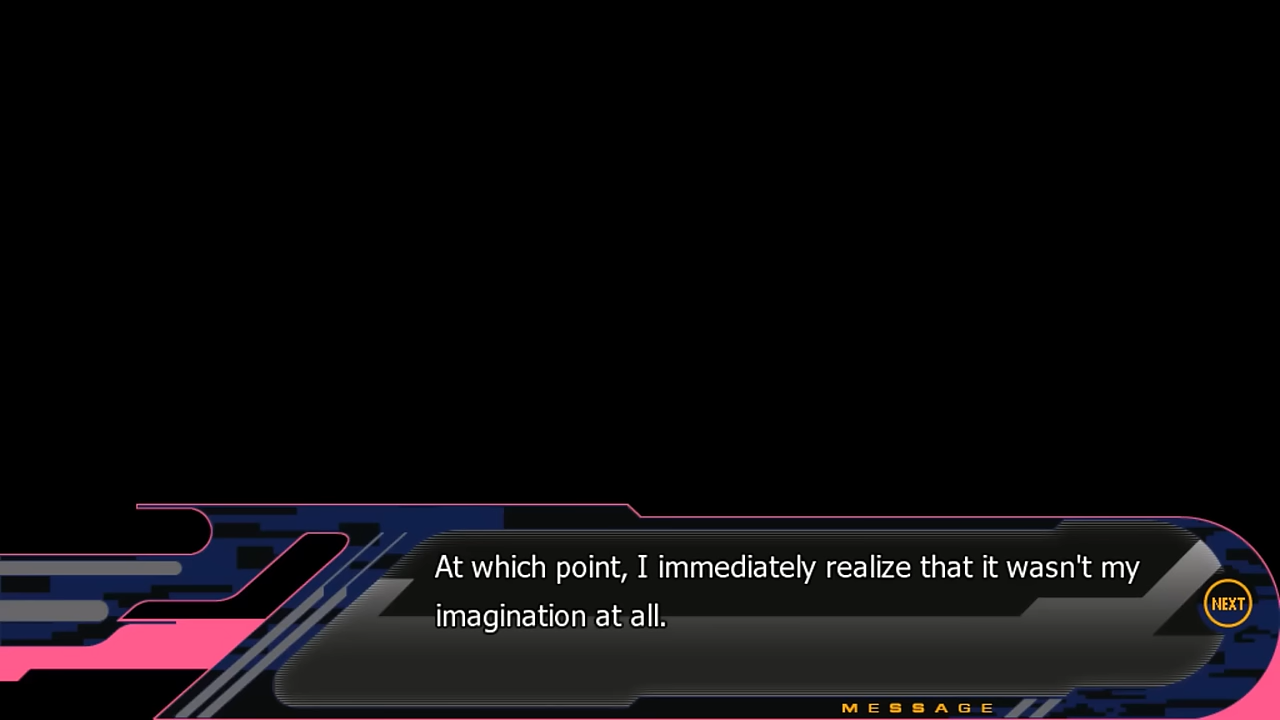 At which point, I immediately realize that it wasn't my
imagination at all.
NEXT
MESSAGE